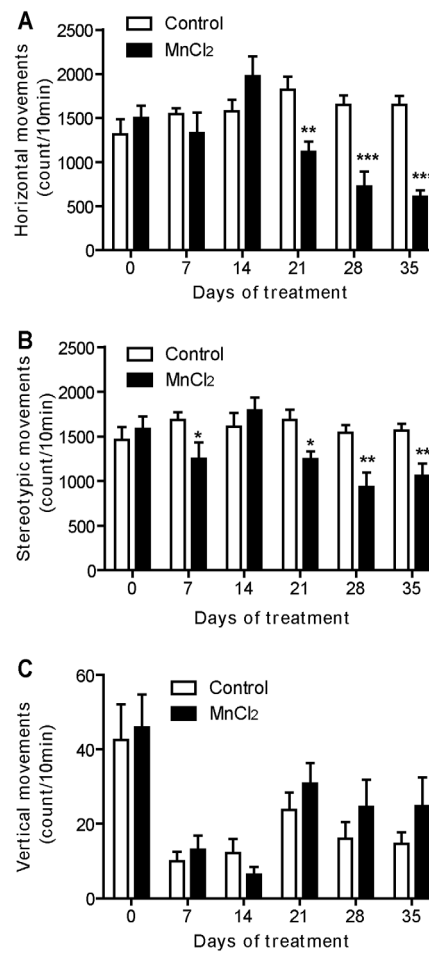 A
Control
MnCl2
Horizontal movements
(count/10min)
2500
2000
1500
1000
500
0
**
***
***
0 7 14 21 28 35
Days of treatment
B
Control
MnCl2
Stereotypic movements
(count/10min)
2500
2000
1500
1000
500
0
*
*
**
**
0 7 14 21 28 35
Days of treatment
C
Control
MnCl2
Vertical movements
(count/10min)
60
40
20
0
0 7 14 21 28 35
Days of treatment